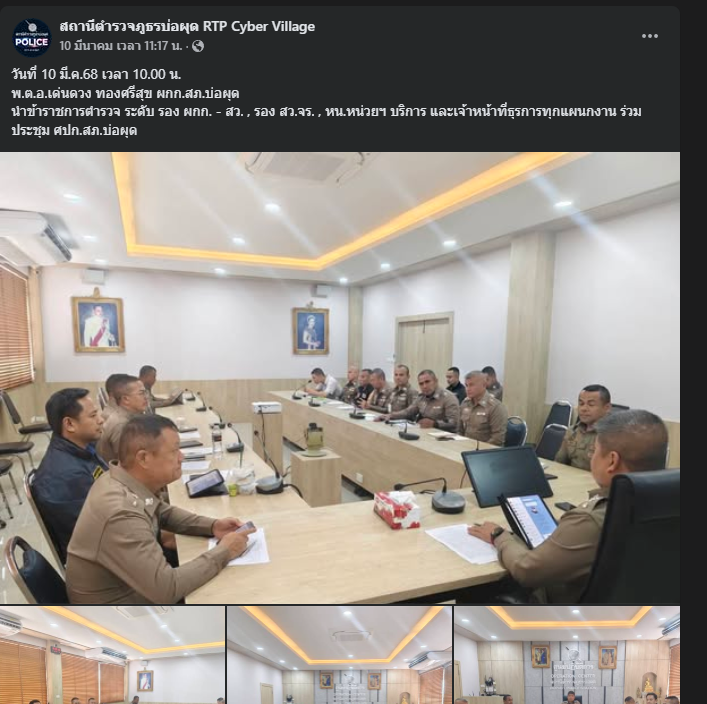 สถานีตำรวจภูธรบ่อผุด RTP Cyber Village
10 มีนาคม เวลา 11:17 น. ·
วันที่ 10 มี.ค.68 เวลา 10.00 น.
พ.ต.อ.เด่นดวง ทองศรีสุข ผกก.สภ.บ่อผุด
นำข้าราชการตำรวจ ระดับ รอง ผกก. - สว. , รอง สว.จร. , หน.หน่วยฯ บริการ และเจ้าหน้าที่ธุรการทุกแผนกงาน ร่วม
ประชุม ศปก.สภ.บ่อผุด
POLICE